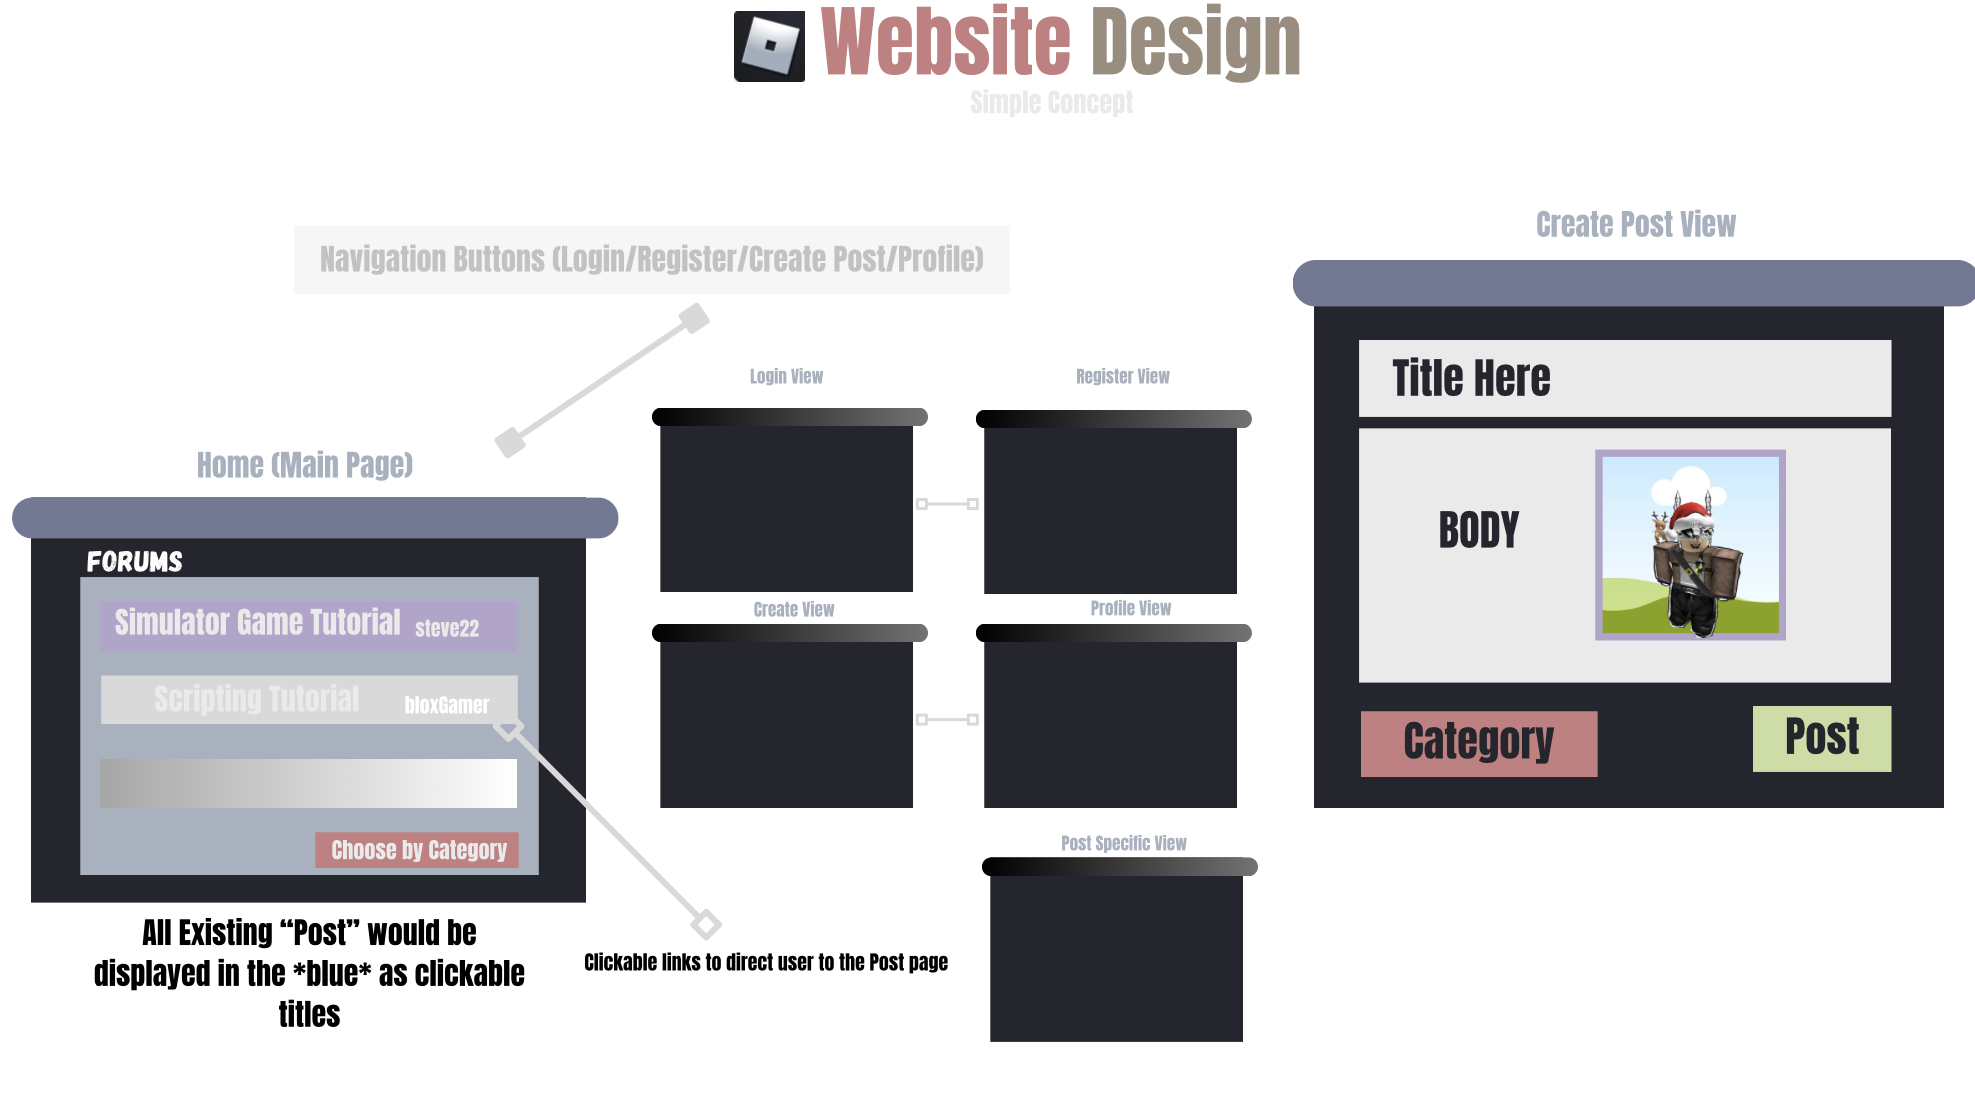 Website Design
Simple Concept
Create Post View
Navigation Buttons (Login/Register/Create Post/Profile)
Title Here
BODY
Category
Post
Login View
Register View
Create View
Profile View
Post Specific View
Home (Main Page)
FORUMS
Simulator Game Tutorial steve22
Scripting Tutorial bloxGamer
Choose by Category
All Existing “Post” would be
displayed in the *blue* as clickable
titles
Clickable links to direct user to the Post page